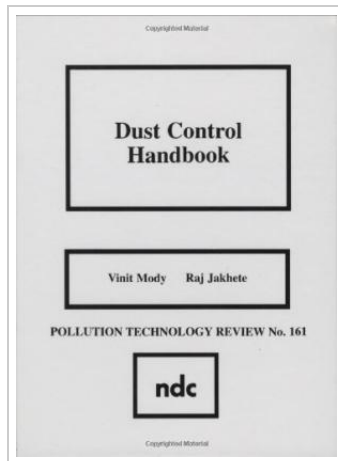 Copyrighted Material
Dust Control
Handbook
Vinit Mody Raj Jakhete
POLLUTION TECHNOLOGY REVIEW No. 161
ndc
Copyrighted Material